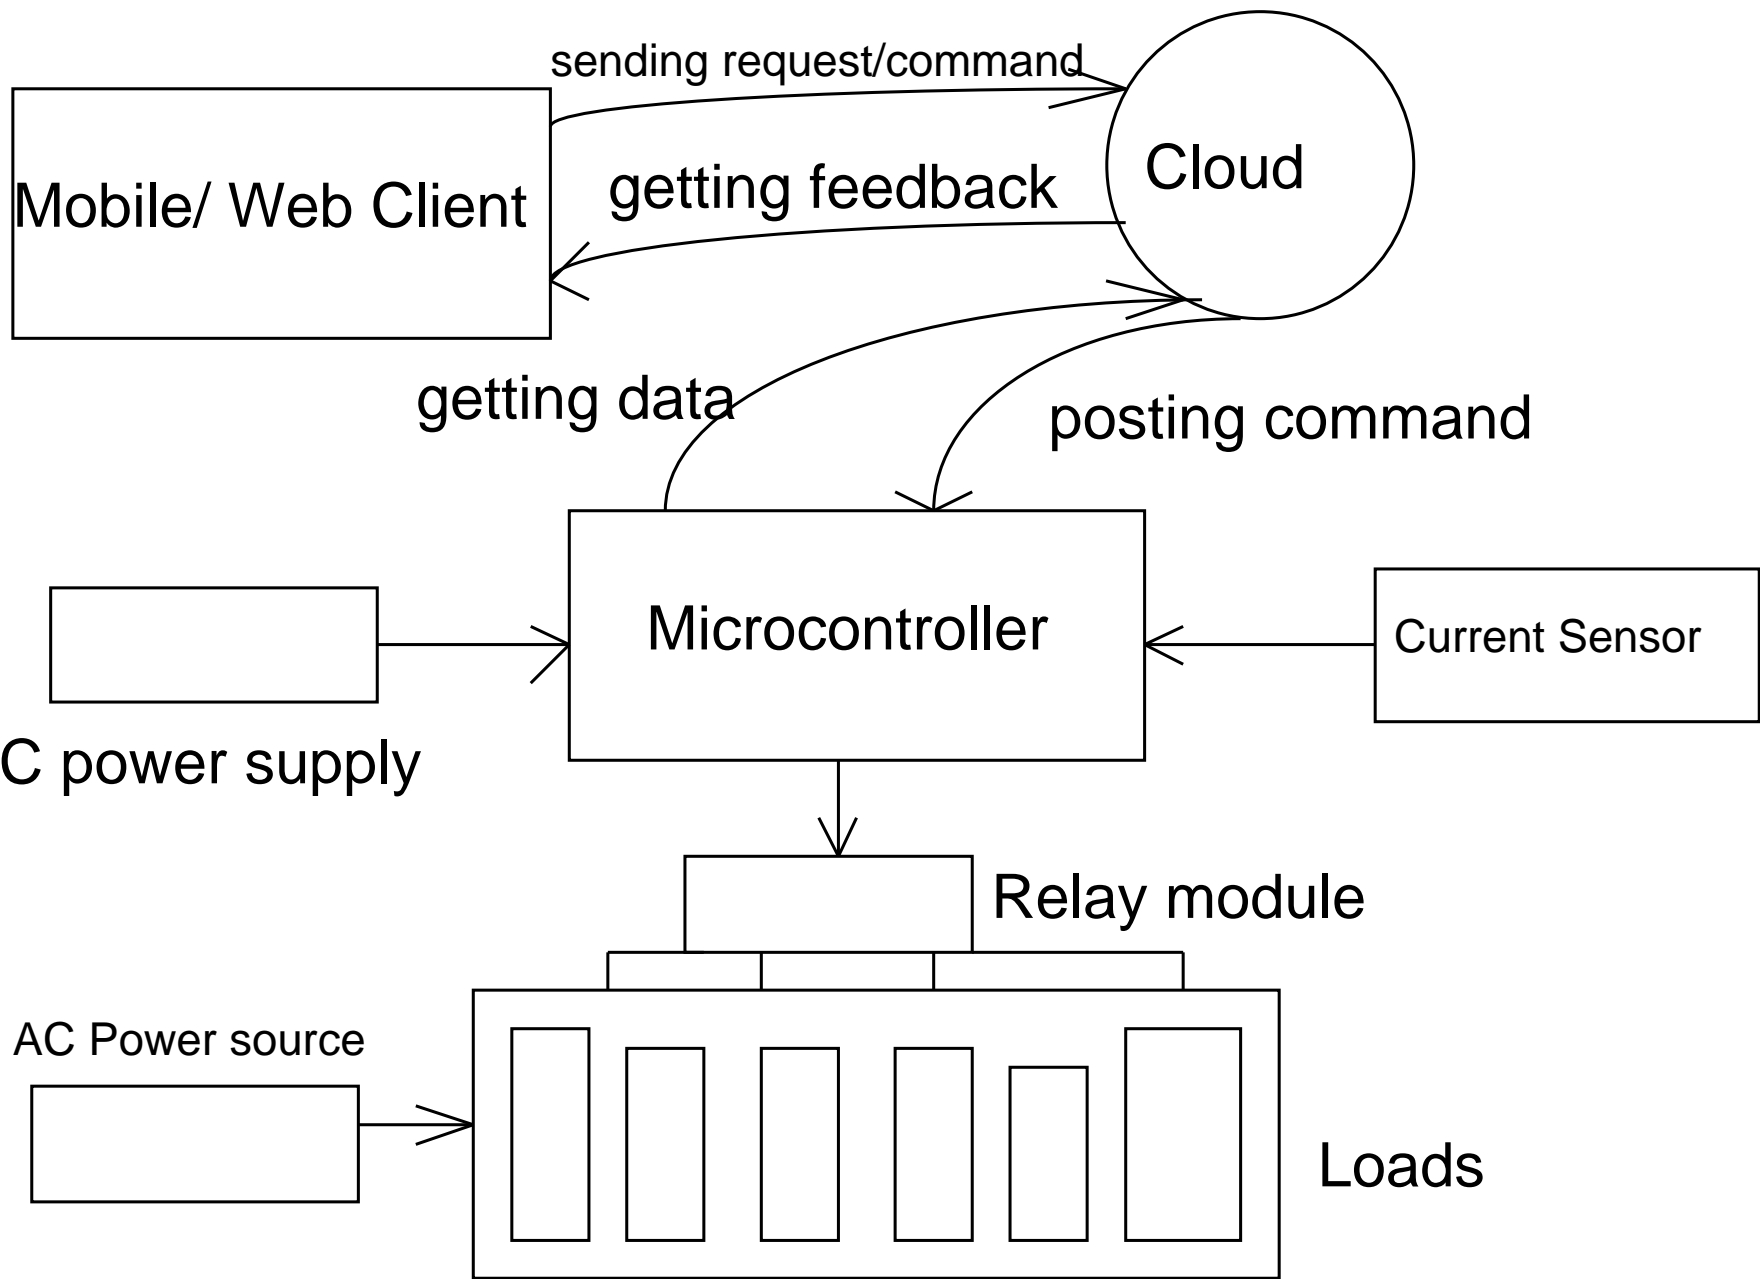 sending request/command
Cloud
getting feedback
Mobile/ Web Client
getting data
posting command
Microcontroller
Current Sensor
C power supply
Relay module
AC Power source
Loads